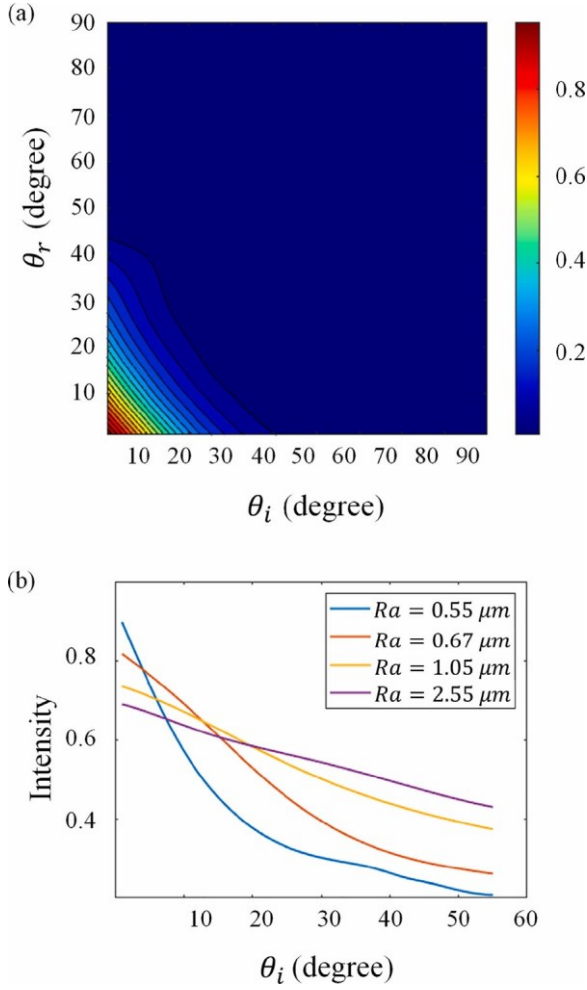 (a)
90
80
70
60
50
40
30
20
10
θr (degree)
10 20 30 40 50 60 70 80 90
θi (degree)
0.8
0.6
0.4
0.2
(b)
Intensity
0.8
0.6
0.4
Ra = 0.55 μm
Ra = 0.67 μm
Ra = 1.05 μm
Ra = 2.55 μm
10 20 30 40 50 60
θi (degree)